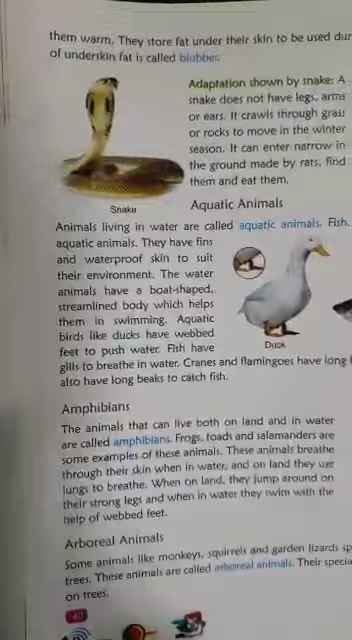 them warm. They store fat under their skin to be used dur
of underskin fat is called blubber.
Adaptation shown by snake: A
snake does not have legs, arms
or ears. It crawls through grass
or rocks to move in the winter
season. It can enter narrow in
the ground made by rats, find
them and eat them.
Snake
Aquatic Animals
Animals living in water are called aquatic animals. Fish,
aquatic animals. They have fins
and waterproof skin to suit
their environment. The water
animals have a boat-shaped,
streamlined body which helps
them in swimming. Aquatic
birds like ducks have webbed
feet to push water. Fish have
Duck
gills to breathe in water. Cranes and flamingoes have long
also have long beaks to catch fish.
Amphibians
The animals that can live both on land and in water
are called amphibians. Frogs, toads and salamanders are
some examples of these animals. These animals breathe
through their skin when in water, and on land they use
lungs to breathe. When on land, they jump around on
their strong legs and when in water they swim with the
help of webbed feet.
Arboreal Animals
Some animals like monkeys, squirrels and garden lizards sp
trees. These animals are called arboreal animals. Their specia
on trees.